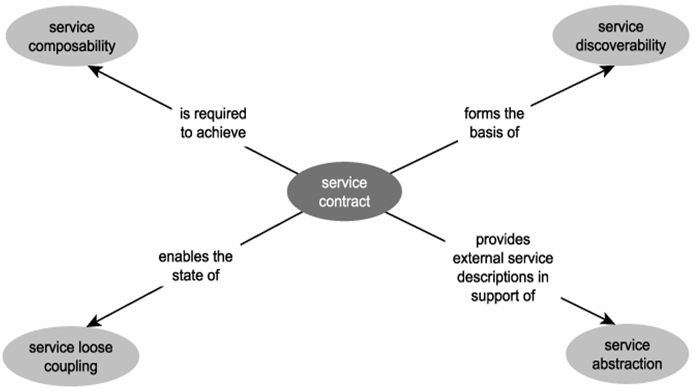 service
composability
service
discoverability
is required
to achieve
forms the
basis of
service
contract
enables the
state of
provides
external service
descriptions in
support of
service loose
coupling
service
abstraction